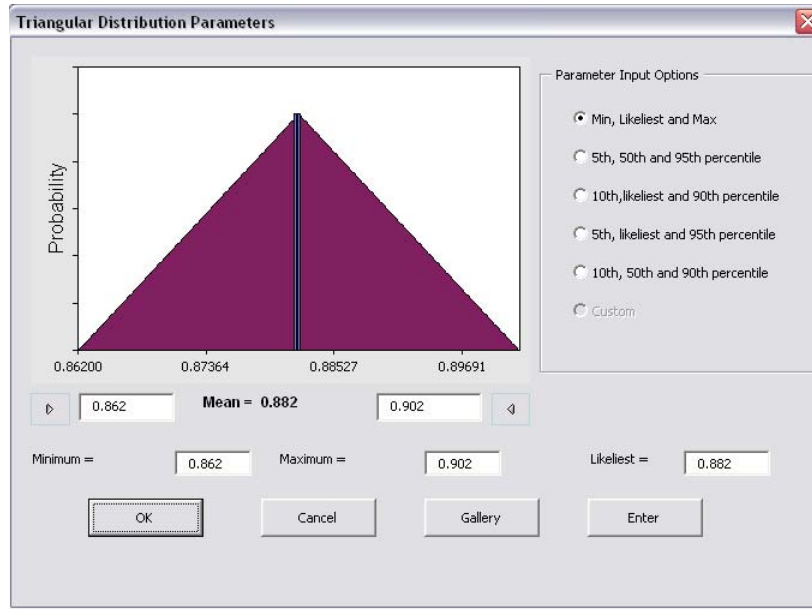 Triangular Distribution Parameters
Probability
0.86200 0.87364 0.88527 0.89691
0.862 Mean = 0.882 0.902
Minimum = 0.862 Maximum = 0.902 Likeliest = 0.882
OK Cancel Gallery Enter
Parameter Input Options
Min, Likeliest and Max
5th, 50th and 95th percentile
10th,likeliest and 90th percentile
5th, likeliest and 95th percentile
10th, 50th and 90th percentile
Custom